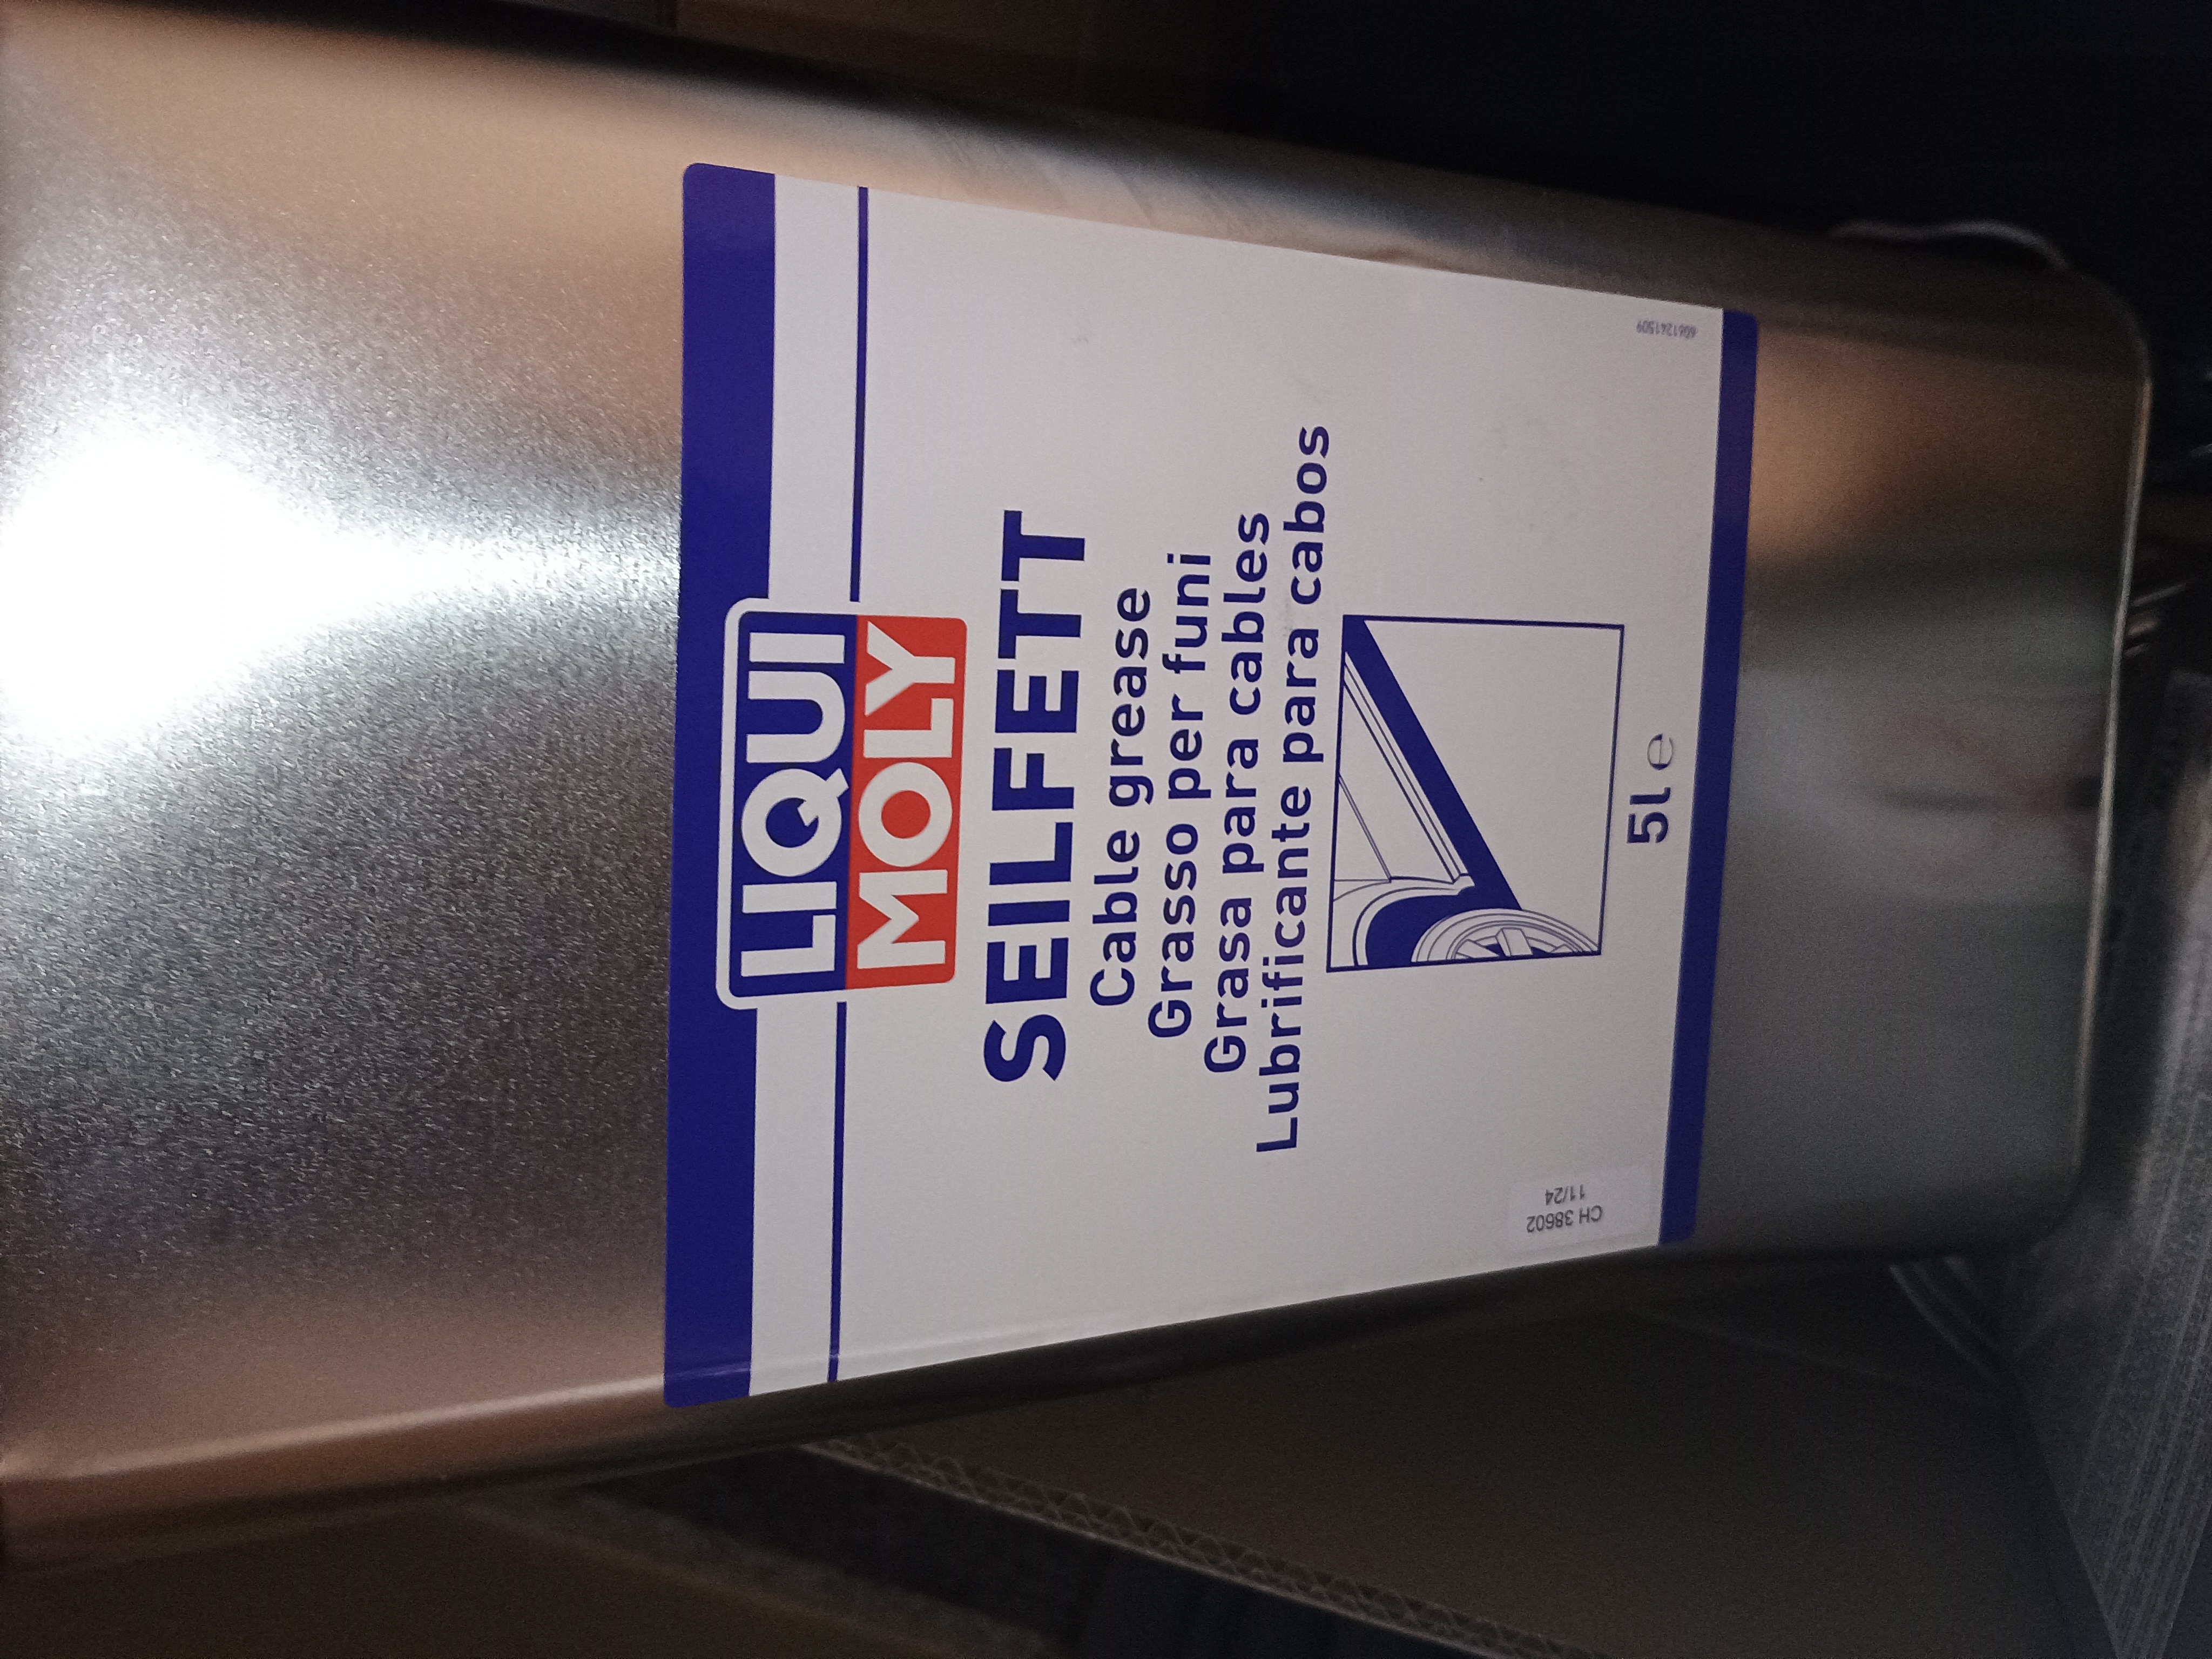 LIQUI
MOLY
SEILFETT
Cable grease
Grasso per funi
Grasa para cables
Lubrificante para cabos
5l e
CH 38602
11/24
6061241509